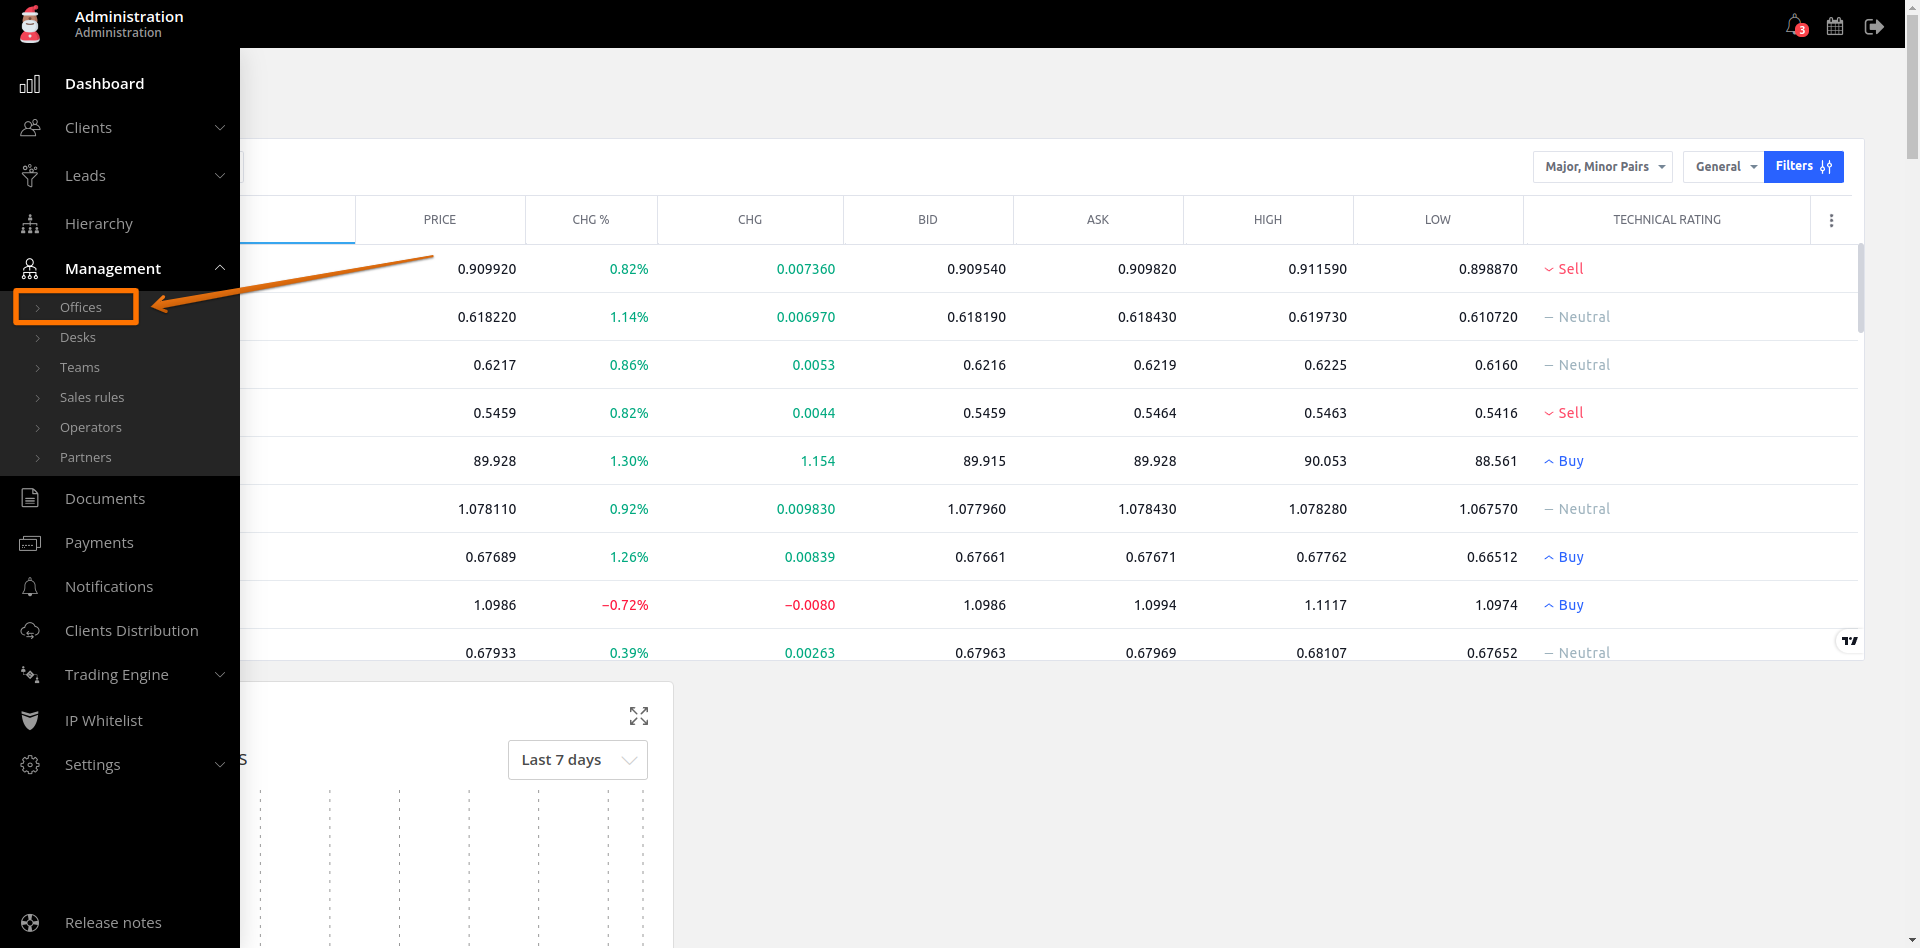 Administration
Administration
3
Dashboard
Clients
Leads
Hierarchy
Management
Offices
Desks
Teams
Sales rules
Operators
Partners
Documents
Payments
Notifications
Clients Distribution
Trading Engine
IP Whitelist
Settings
Release notes
Major, Minor Pairs
General
Filters
PRICE CHG % CHG BID ASK HIGH LOW TECHNICAL RATING
0.909920 0.82% 0.007360 0.909540 0.909820 0.911590 0.898870 Sell
0.618220 1.14% 0.006970 0.618190 0.618430 0.619730 0.610720 — Neutral
0.6217 0.86% 0.0053 0.6216 0.6219 0.6225 0.6160 — Neutral
0.5459 0.82% 0.0044 0.5459 0.5464 0.5463 0.5416 Sell
89.928 1.30% 1.154 89.915 89.928 90.053 88.561 Buy
1.078110 0.92% 0.009830 1.077960 1.078430 1.078280 1.067570 — Neutral
0.67689 1.26% 0.00839 0.67661 0.67671 0.67762 0.66512 Buy
1.0986 −0.72% −0.0080 1.0986 1.0994 1.1117 1.0974 Buy
0.67933 0.39% 0.00263 0.67963 0.67969 0.68107 0.67652 — Neutral
s
Last 7 days